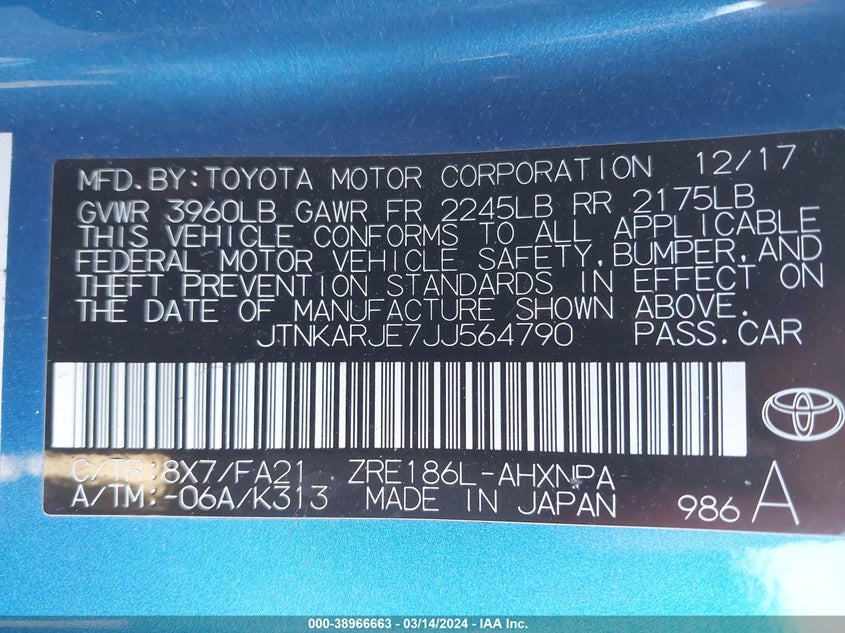 MFD.BY:TOYOTA MOTOR CORPORATION 12/17
GVWR 3960LB GAWR FR 2245LB RR 2175LB
THIS VEHICLE CONFORMS TO ALL APPLICABLE
FEDERAL MOTOR VEHICLE SAFETY,BUMPER,AND
THEFT PREVENTION STANDARDS IN EFFECT ON
THE DATE OF MANUFACTURE SHOWN ABOVE.
JTNKARJE7JJ564790 PASS.CAR
C/TR:8X7/FA21 ZRE186L-AHXNPA
A/TM:-06A/K313 MADE IN JAPAN 986 A
000-38966663 - 03/14/2024 - IAA, Inc.